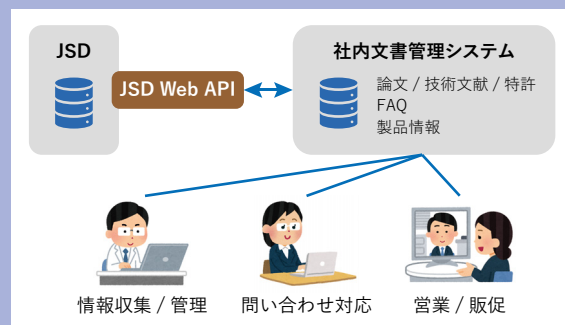 JSD
JSD Web API
社内文書管理システム
論文 / 技術文献 / 特許
FAQ
製品情報
情報収集 / 管理
問い合わせ対応
営業 / 販促